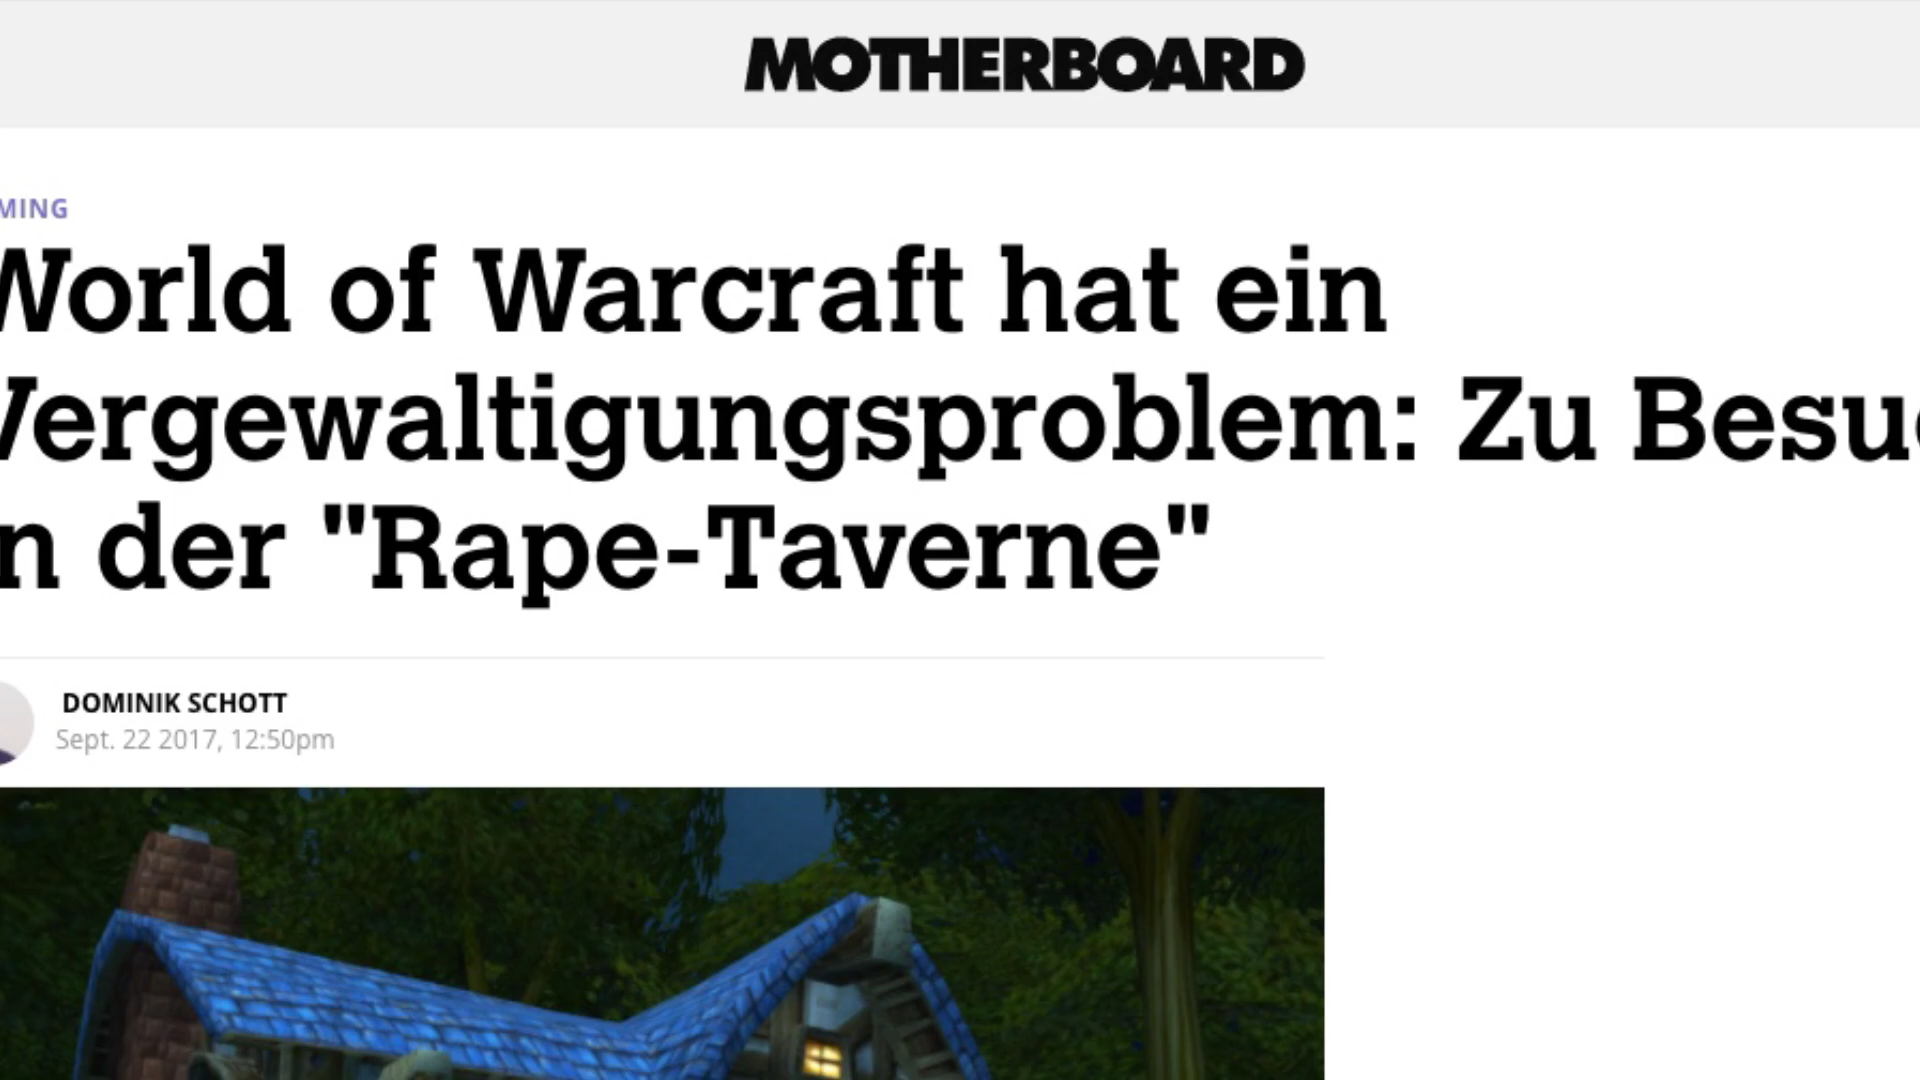 MOTHERBOARD
MING
World of Warcraft hat ein
Vergewaltigungsproblem: Zu Besu
n der "Rape-Taverne"
DOMINIK SCHOTT
Sept. 22 2017, 12:50pm